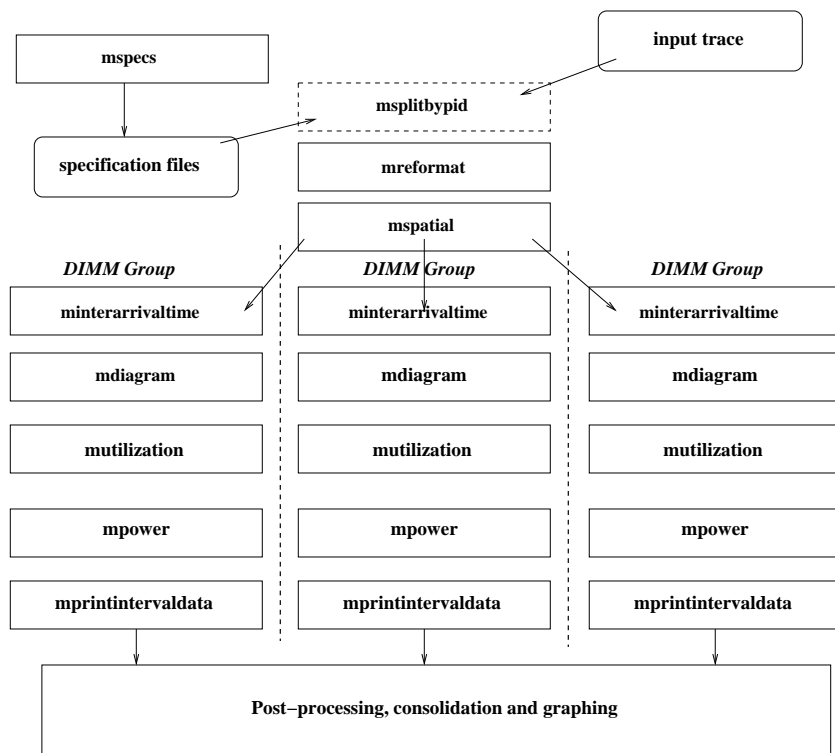 input trace
mspecs
msplitbypid
specification files
mreformat
mspatial
DIMM Group
DIMM Group
DIMM Group
minterarrivaltime
minterarrivaltime
minterarrivaltime
mdiagram
mdiagram
mdiagram
mutilization
mutilization
mutilization
mpower
mpower
mpower
mprintintervaldata
mprintintervaldata
mprintintervaldata
Post−processing, consolidation and graphing